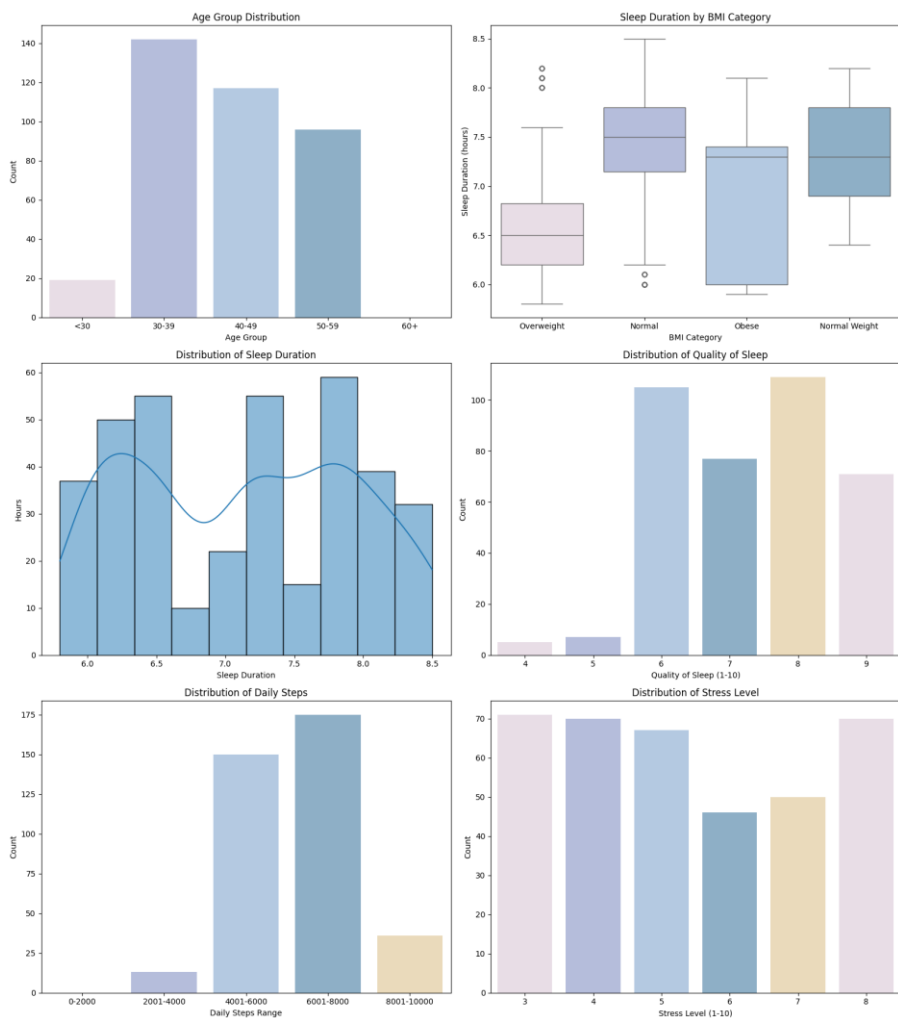 Age Group Distribution
140
120
100
80
60
40
20
0
Count
<30 30-39 40-49 50-59 60+
Age Group
Sleep Duration by BMI Category
8.5
8.0
7.5
7.0
6.5
6.0
Sleep Duration (hours)
Overweight Normal Obese Normal Weight
BMI Category
Distribution of Sleep Duration
60
50
40
30
20
10
0
Hours
6.0 6.5 7.0 7.5 8.0 8.5
Sleep Duration
Distribution of Quality of Sleep
100
80
60
40
20
0
Count
4 5 6 7 8 9
Quality of Sleep (1-10)
Distribution of Daily Steps
175
150
125
100
75
50
25
0
Count
0-2000 2001-4000 4001-6000 6001-8000 8001-10000
Daily Steps Range
Distribution of Stress Level
70
60
50
40
30
20
10
0
Count
3 4 5 6 7 8
Stress Level (1-10)